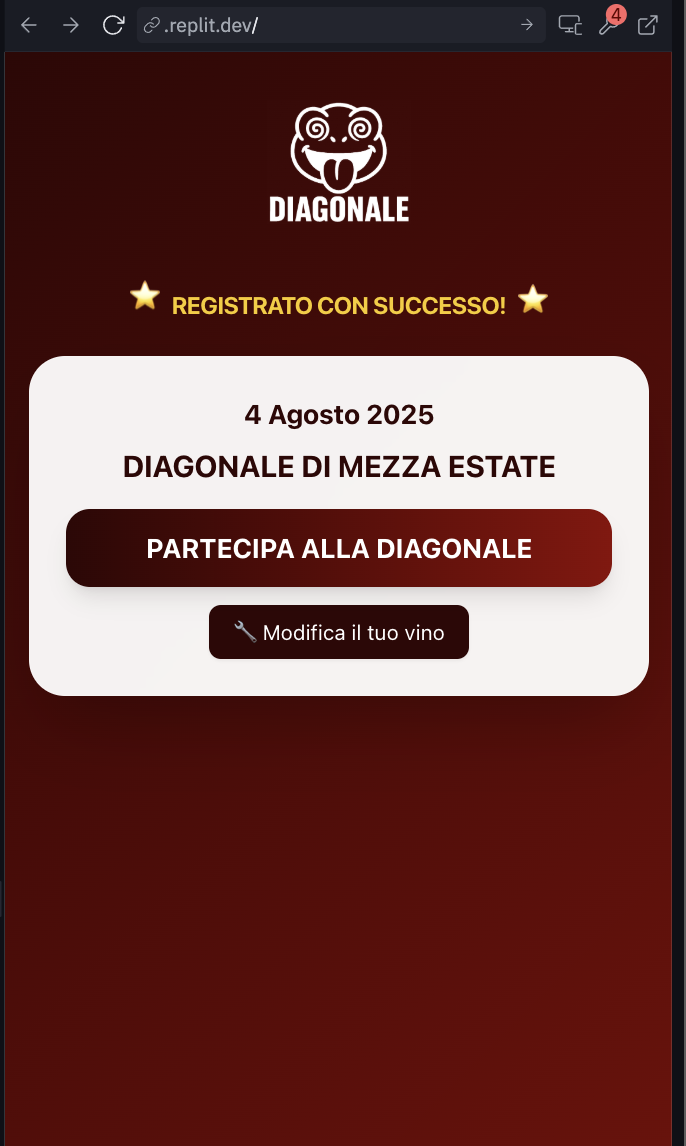 .replit.dev/
4
DIAGONALE
REGISTRATO CON SUCCESSO!
4 Agosto 2025
DIAGONALE DI MEZZA ESTATE
PARTECIPA ALLA DIAGONALE
🔧 Modifica il tuo vino